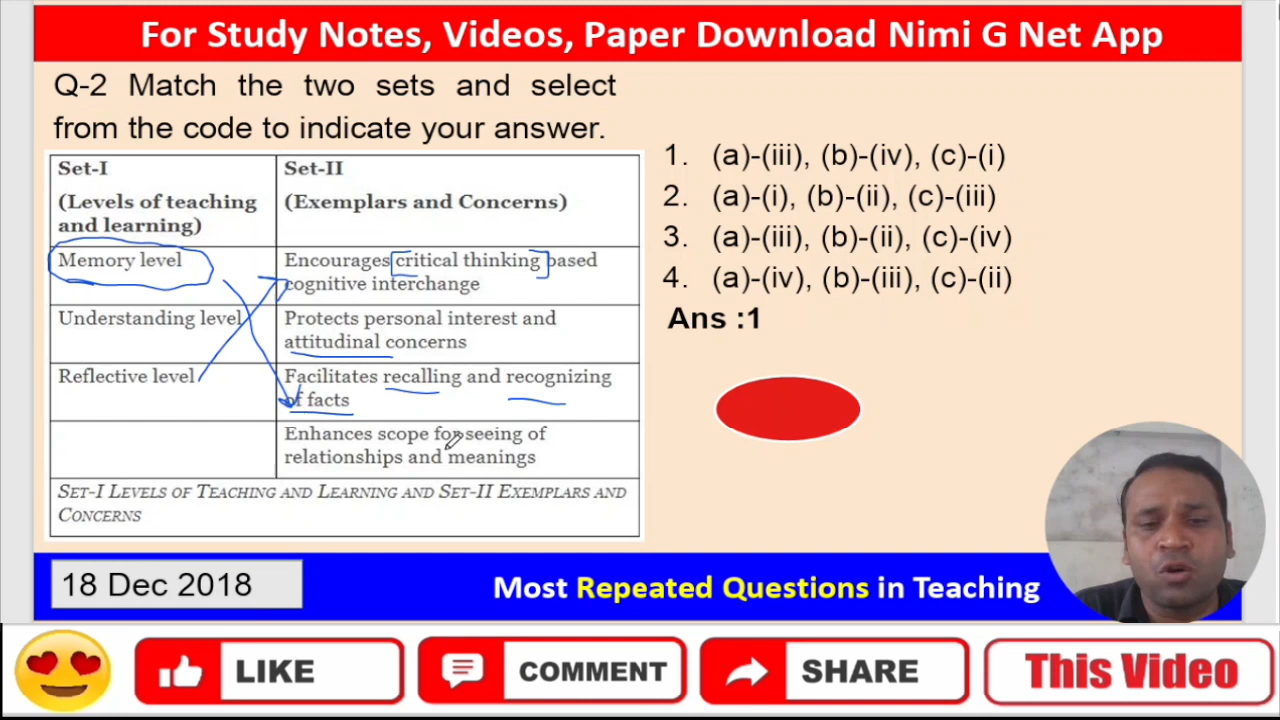 For Study Notes, Videos, Paper Download Nimi G Net App
Q-2 Match the two sets and select
from the code to indicate your answer.
Set-I
(Levels of teaching
and learning)
Set-II
(Exemplars and Concerns)
Memory level
Encourages critical thinking based
cognitive interchange
Understanding level
Protects personal interest and
attitudinal concerns
Reflective level
Facilitates recalling and recognizing
of facts
Enhances scope for seeing of
relationships and meanings
SET-I LEVELS OF TEACHING AND LEARNING AND SET-II EXEMPLARS AND
CONCERNS
1. (a)-(iii), (b)-(iv), (c)-(i)
2. (a)-(i), (b)-(ii), (c)-(iii)
3. (a)-(iii), (b)-(ii), (c)-(iv)
4. (a)-(iv), (b)-(iii), (c)-(ii)
Ans :1
18 Dec 2018
Most Repeated Questions in Teaching
LIKE
COMMENT
SHARE
This Video